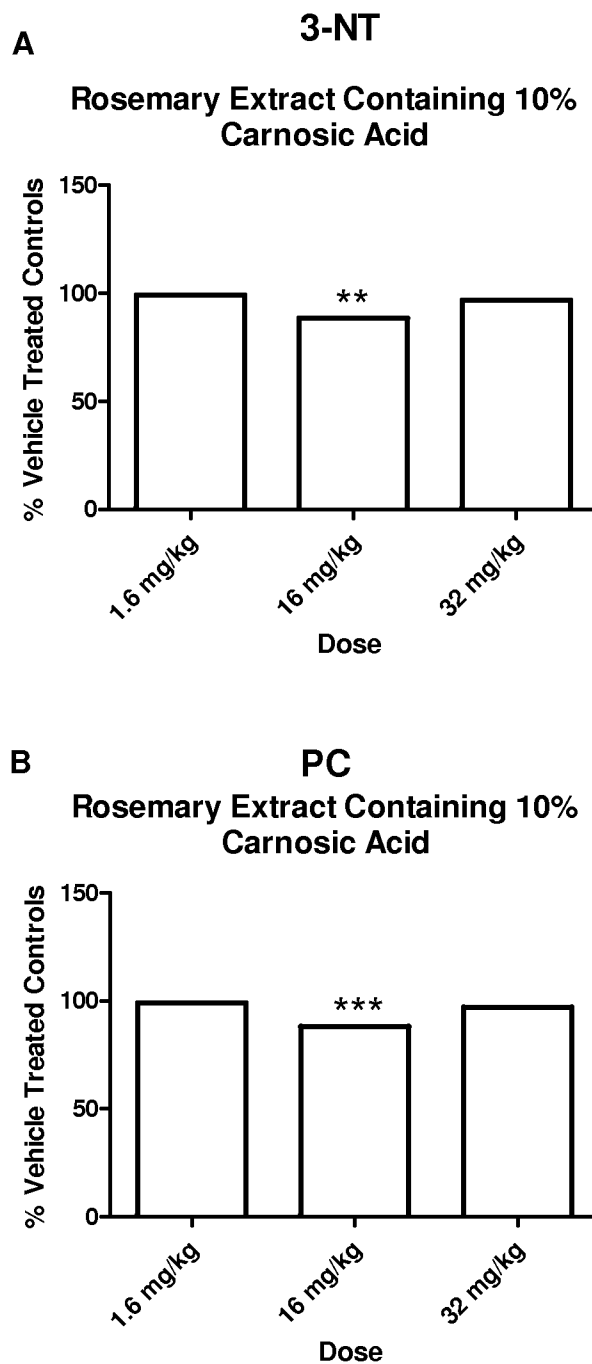 A
3-NT
Rosemary Extract Containing 10%
Carnosic Acid
% Vehicle Treated Controls
150
100
50
0
**
1.6 mg/kg
16 mg/kg
32 mg/kg
Dose
B
PC
Rosemary Extract Containing 10%
Carnosic Acid
% Vehicle Treated Controls
150
100
50
0
***
1.6 mg/kg
16 mg/kg
32 mg/kg
Dose